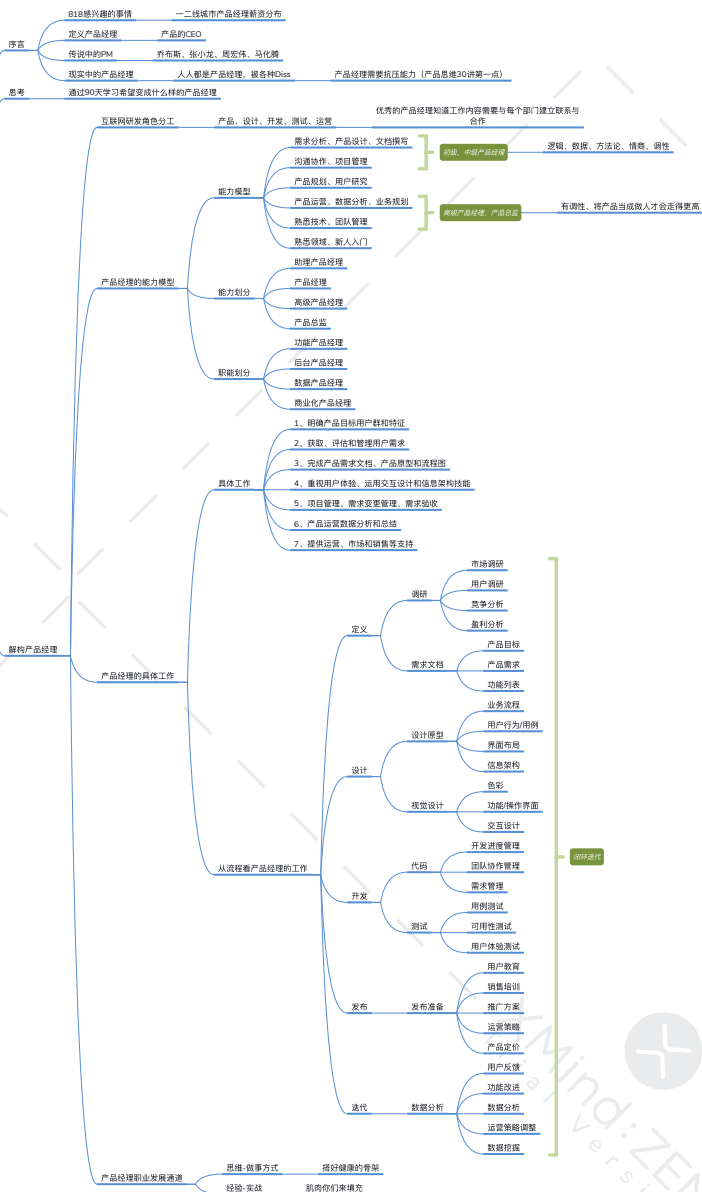 818感兴趣的事情
一二线城市产品经理薪资分布
序言
定义产品经理
产品的CEO
传说中的PM
乔布斯、张小龙、周宏伟、马化腾
现实中的产品经理
人人都是产品经理，被各种Diss
产品经理需要抗压能力（产品思维30讲第一点）
思考
通过90天学习希望变成什么样的产品经理
解构产品经理
互联网研发角色分工
产品、设计、开发、测试、运营
优秀的产品经理知道工作内容需要与每个部门建立联系与
合作
产品经理的能力模型
能力模型
需求分析、产品设计、文档撰写
沟通协作、项目管理
初级、中级产品经理
逻辑、数据、方法论、情商、调性
产品规划、用户研究
产品运营、数据分析、业务规划
熟悉技术、团队管理
高级产品经理、产品总监
有调性、将产品当成做人才会走得更高
熟悉领域、新人入门
能力划分
助理产品经理
产品经理
高级产品经理
产品总监
职能划分
功能产品经理
后台产品经理
数据产品经理
商业化产品经理
产品经理的具体工作
具体工作
1、明确产品目标用户群和特征
2、获取、评估和管理用户需求
3、完成产品需求文档、产品原型和流程图
4、重视用户体验、运用交互设计和信息架构技能
5、项目管理、需求变更管理、需求验收
6、产品运营数据分析和总结
7、提供运营、市场和销售等支持
从流程看产品经理的工作
定义
调研
市场调研
用户调研
竞争分析
盈利分析
需求文档
产品目标
产品需求
功能列表
设计
设计原型
业务流程
用户行为/用例
界面布局
信息架构
视觉设计
色彩
功能/操作界面
交互设计
开发
代码
开发进度管理
团队协作管理
需求管理
测试
用例测试
可用性测试
用户体验测试
发布
发布准备
用户教育
销售培训
推广方案
运营策略
产品定价
迭代
数据分析
用户反馈
功能改进
数据分析
运营策略调整
数据挖掘
闭环迭代
产品经理职业发展通道
思维-做事方式
搭好健康的骨架
经验-实战
肌肉你们来填充
XMind:ZEN
Trial Version